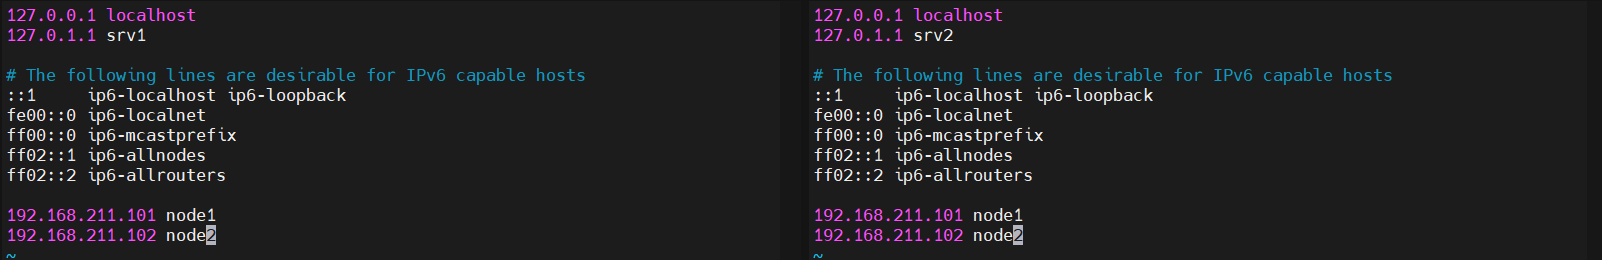 127.0.0.1 localhost
127.0.1.1 srv1
# The following lines are desirable for IPv6 capable hosts
::1     ip6-localhost ip6-loopback
fe00::0 ip6-localnet
ff00::0 ip6-mcastprefix
ff02::1 ip6-allnodes
ff02::2 ip6-allrouters
192.168.211.101 node1
192.168.211.102 node2
~
127.0.0.1 localhost
127.0.1.1 srv2
# The following lines are desirable for IPv6 capable hosts
::1     ip6-localhost ip6-loopback
fe00::0 ip6-localnet
ff00::0 ip6-mcastprefix
ff02::1 ip6-allnodes
ff02::2 ip6-allrouters
192.168.211.101 node1
192.168.211.102 node2
~